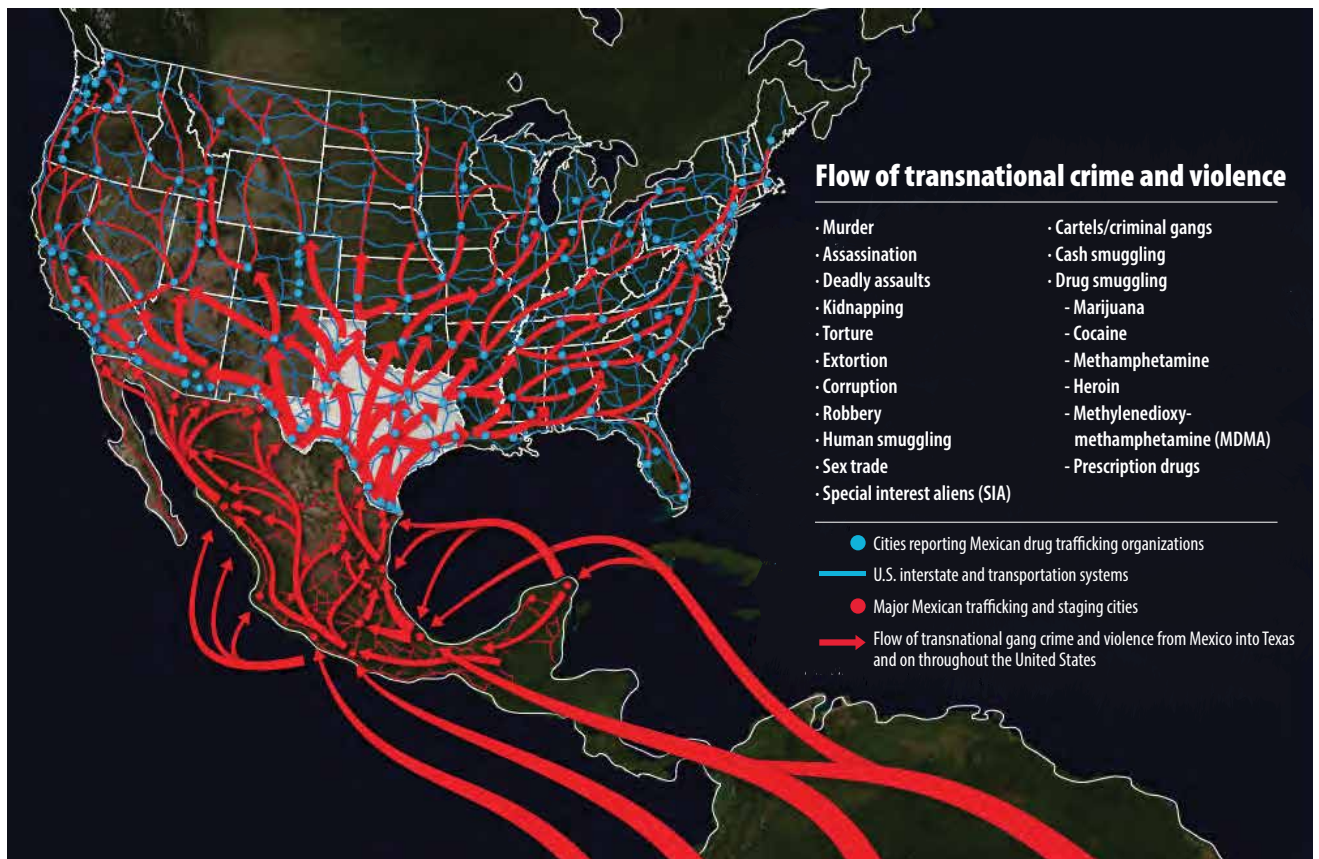 Flow of transnational crime and violence
· Murder
· Assassination
· Deadly assaults
· Kidnapping
· Torture
· Extortion
· Corruption
· Robbery
· Human smuggling
· Sex trade
· Special interest aliens (SIA)
· Cartels/criminal gangs
· Cash smuggling
· Drug smuggling
- Marijuana
- Cocaine
- Methamphetamine
- Heroin
- Methylenedioxy-
methamphetamine (MDMA)
- Prescription drugs
Cities reporting Mexican drug trafficking organizations
U.S. interstate and transportation systems
Major Mexican trafficking and staging cities
Flow of transnational gang crime and violence from Mexico into Texas
and on throughout the United States